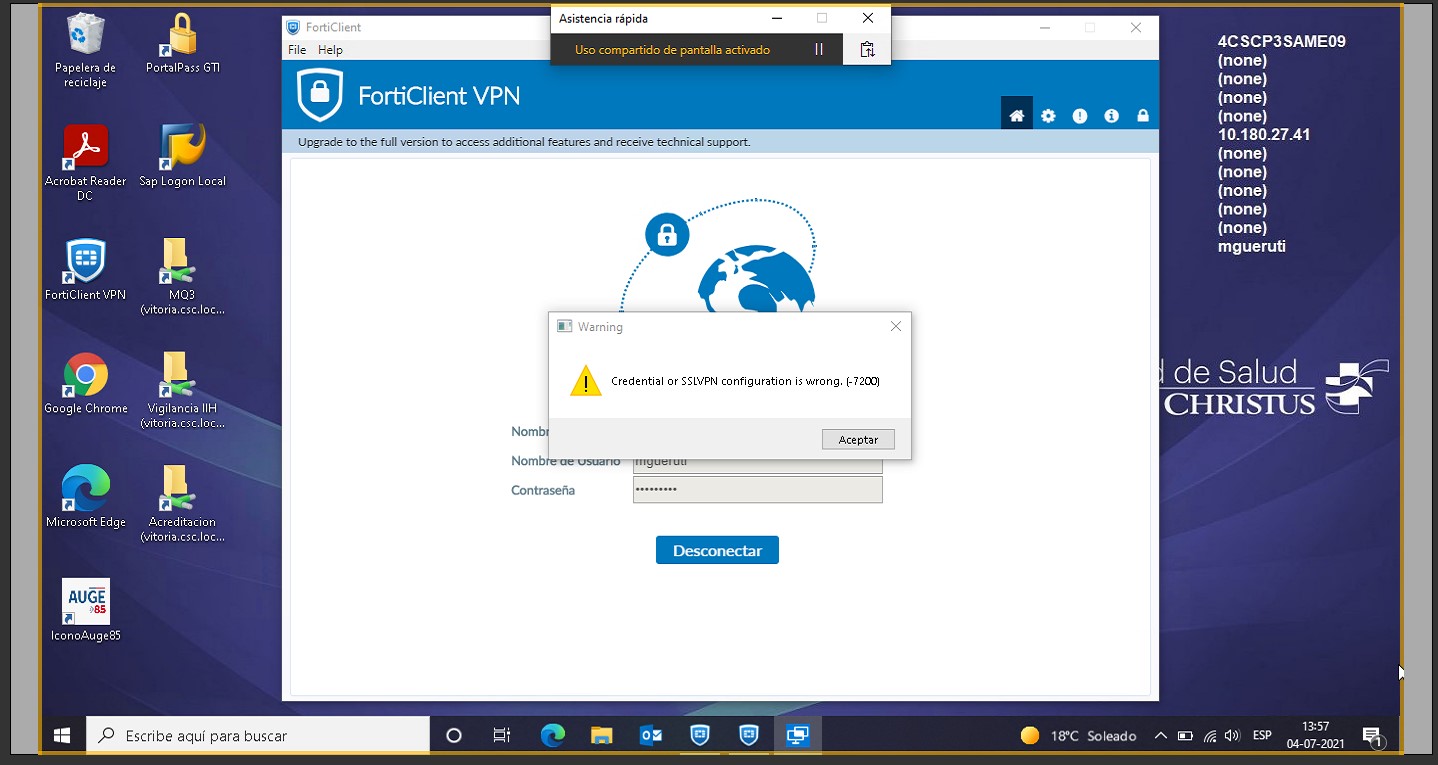 Asistencia rápida
Uso compartido de pantalla activado
Papelera de
reciclaje
PortalPass GTI
Acrobat Reader
DC
Sap Logon Local
FortiClient VPN
MQ3
(vitoria.csc.loc...
Google Chrome
Vigilancia IIH
(vitoria.csc.loc...
Microsoft Edge
Acreditacion
(vitoria.csc.loc...
AUGE
85
IconoAuge85
FortiClient
File Help
FortiClient VPN
Upgrade to the full version to access additional features and receive technical support.
Warning
Credential or SSLVPN configuration is wrong. (-7200)
Aceptar
Nombr
Nombre de Usuario mgueruti
Contraseña •••••••••
Desconectar
4CSCP3SAME09
(none)
(none)
(none)
(none)
10.180.27.41
(none)
(none)
(none)
(none)
(none)
mgueruti
d de Salud
CHRISTUS
Escribe aquí para buscar
18°C Soleado
ESP
13:57
04-07-2021
1